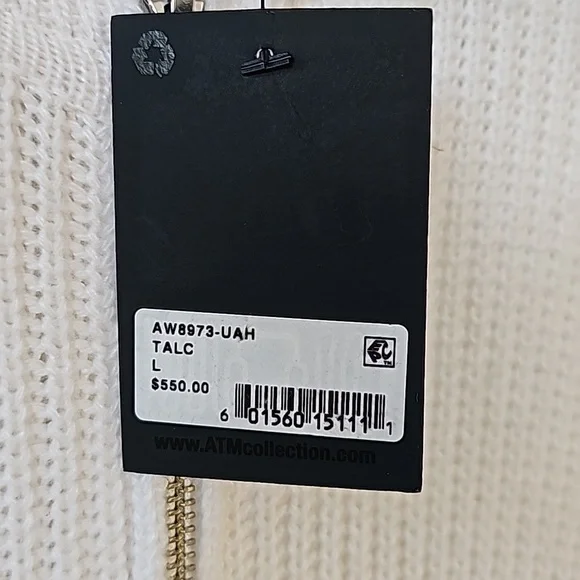 AW8973-UAH
TALC
L
$550.00
6 01560 15111 1
www.ATMcollection.com